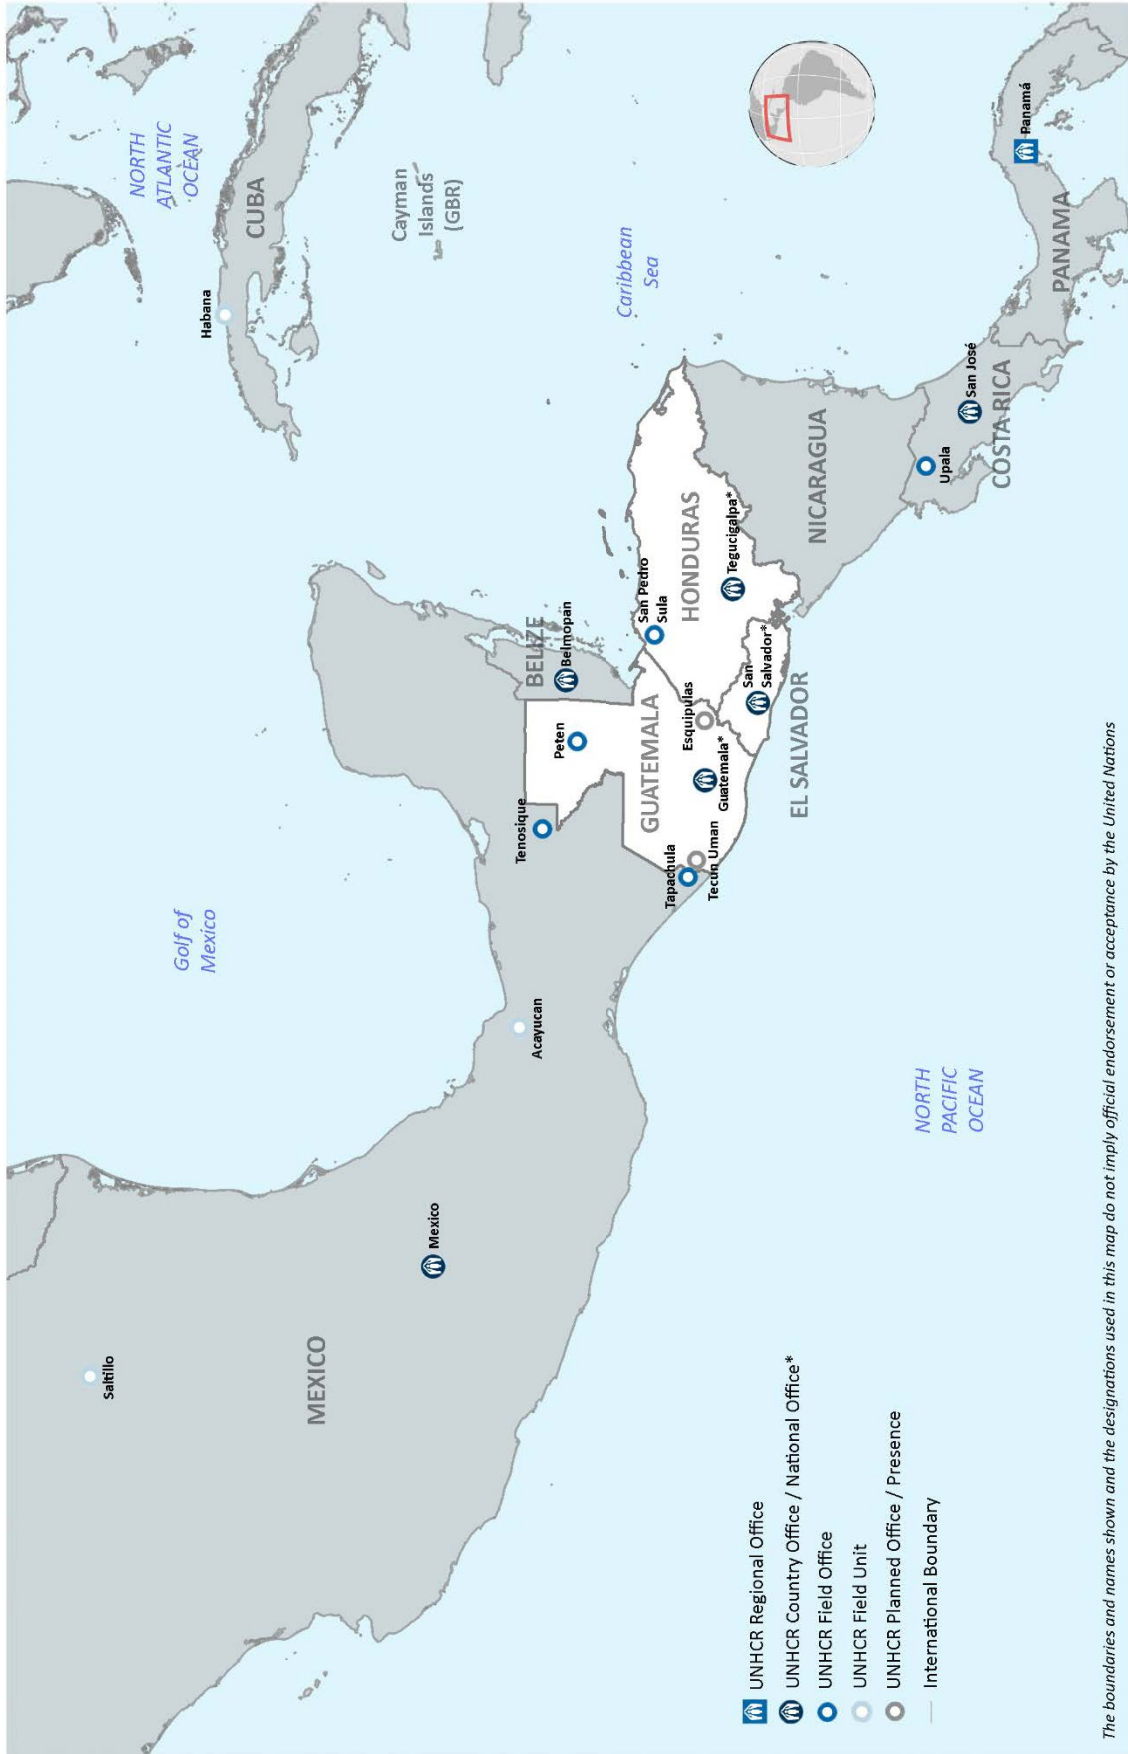 NORTH
ATLANTIC
OCEAN
Golf of
Mexico
Habana
CUBA
Cayman
Islands
(GBR)
Saltillo
MEXICO
Mexico
Acayucan
Tenosique
Peten
BELIZE
Belmopan
Caribbean
Sea
Tapachula
Tecun Uman
GUATEMALA
Guatemala*
Esquipulas
San Pedro
Sula
HONDURAS
Tegucigalpa*
San
Salvador*
EL SALVADOR
NICARAGUA
Upala
San José
COSTA RICA
PANAMA
Panamá
NORTH
PACIFIC
OCEAN
UNHCR Regional Office
UNHCR Country Office / National Office*
UNHCR Field Office
UNHCR Field Unit
UNHCR Planned Office / Presence
International Boundary
The boundaries and names shown and the designations used in this map do not imply official endorsement or acceptance by the United Nations